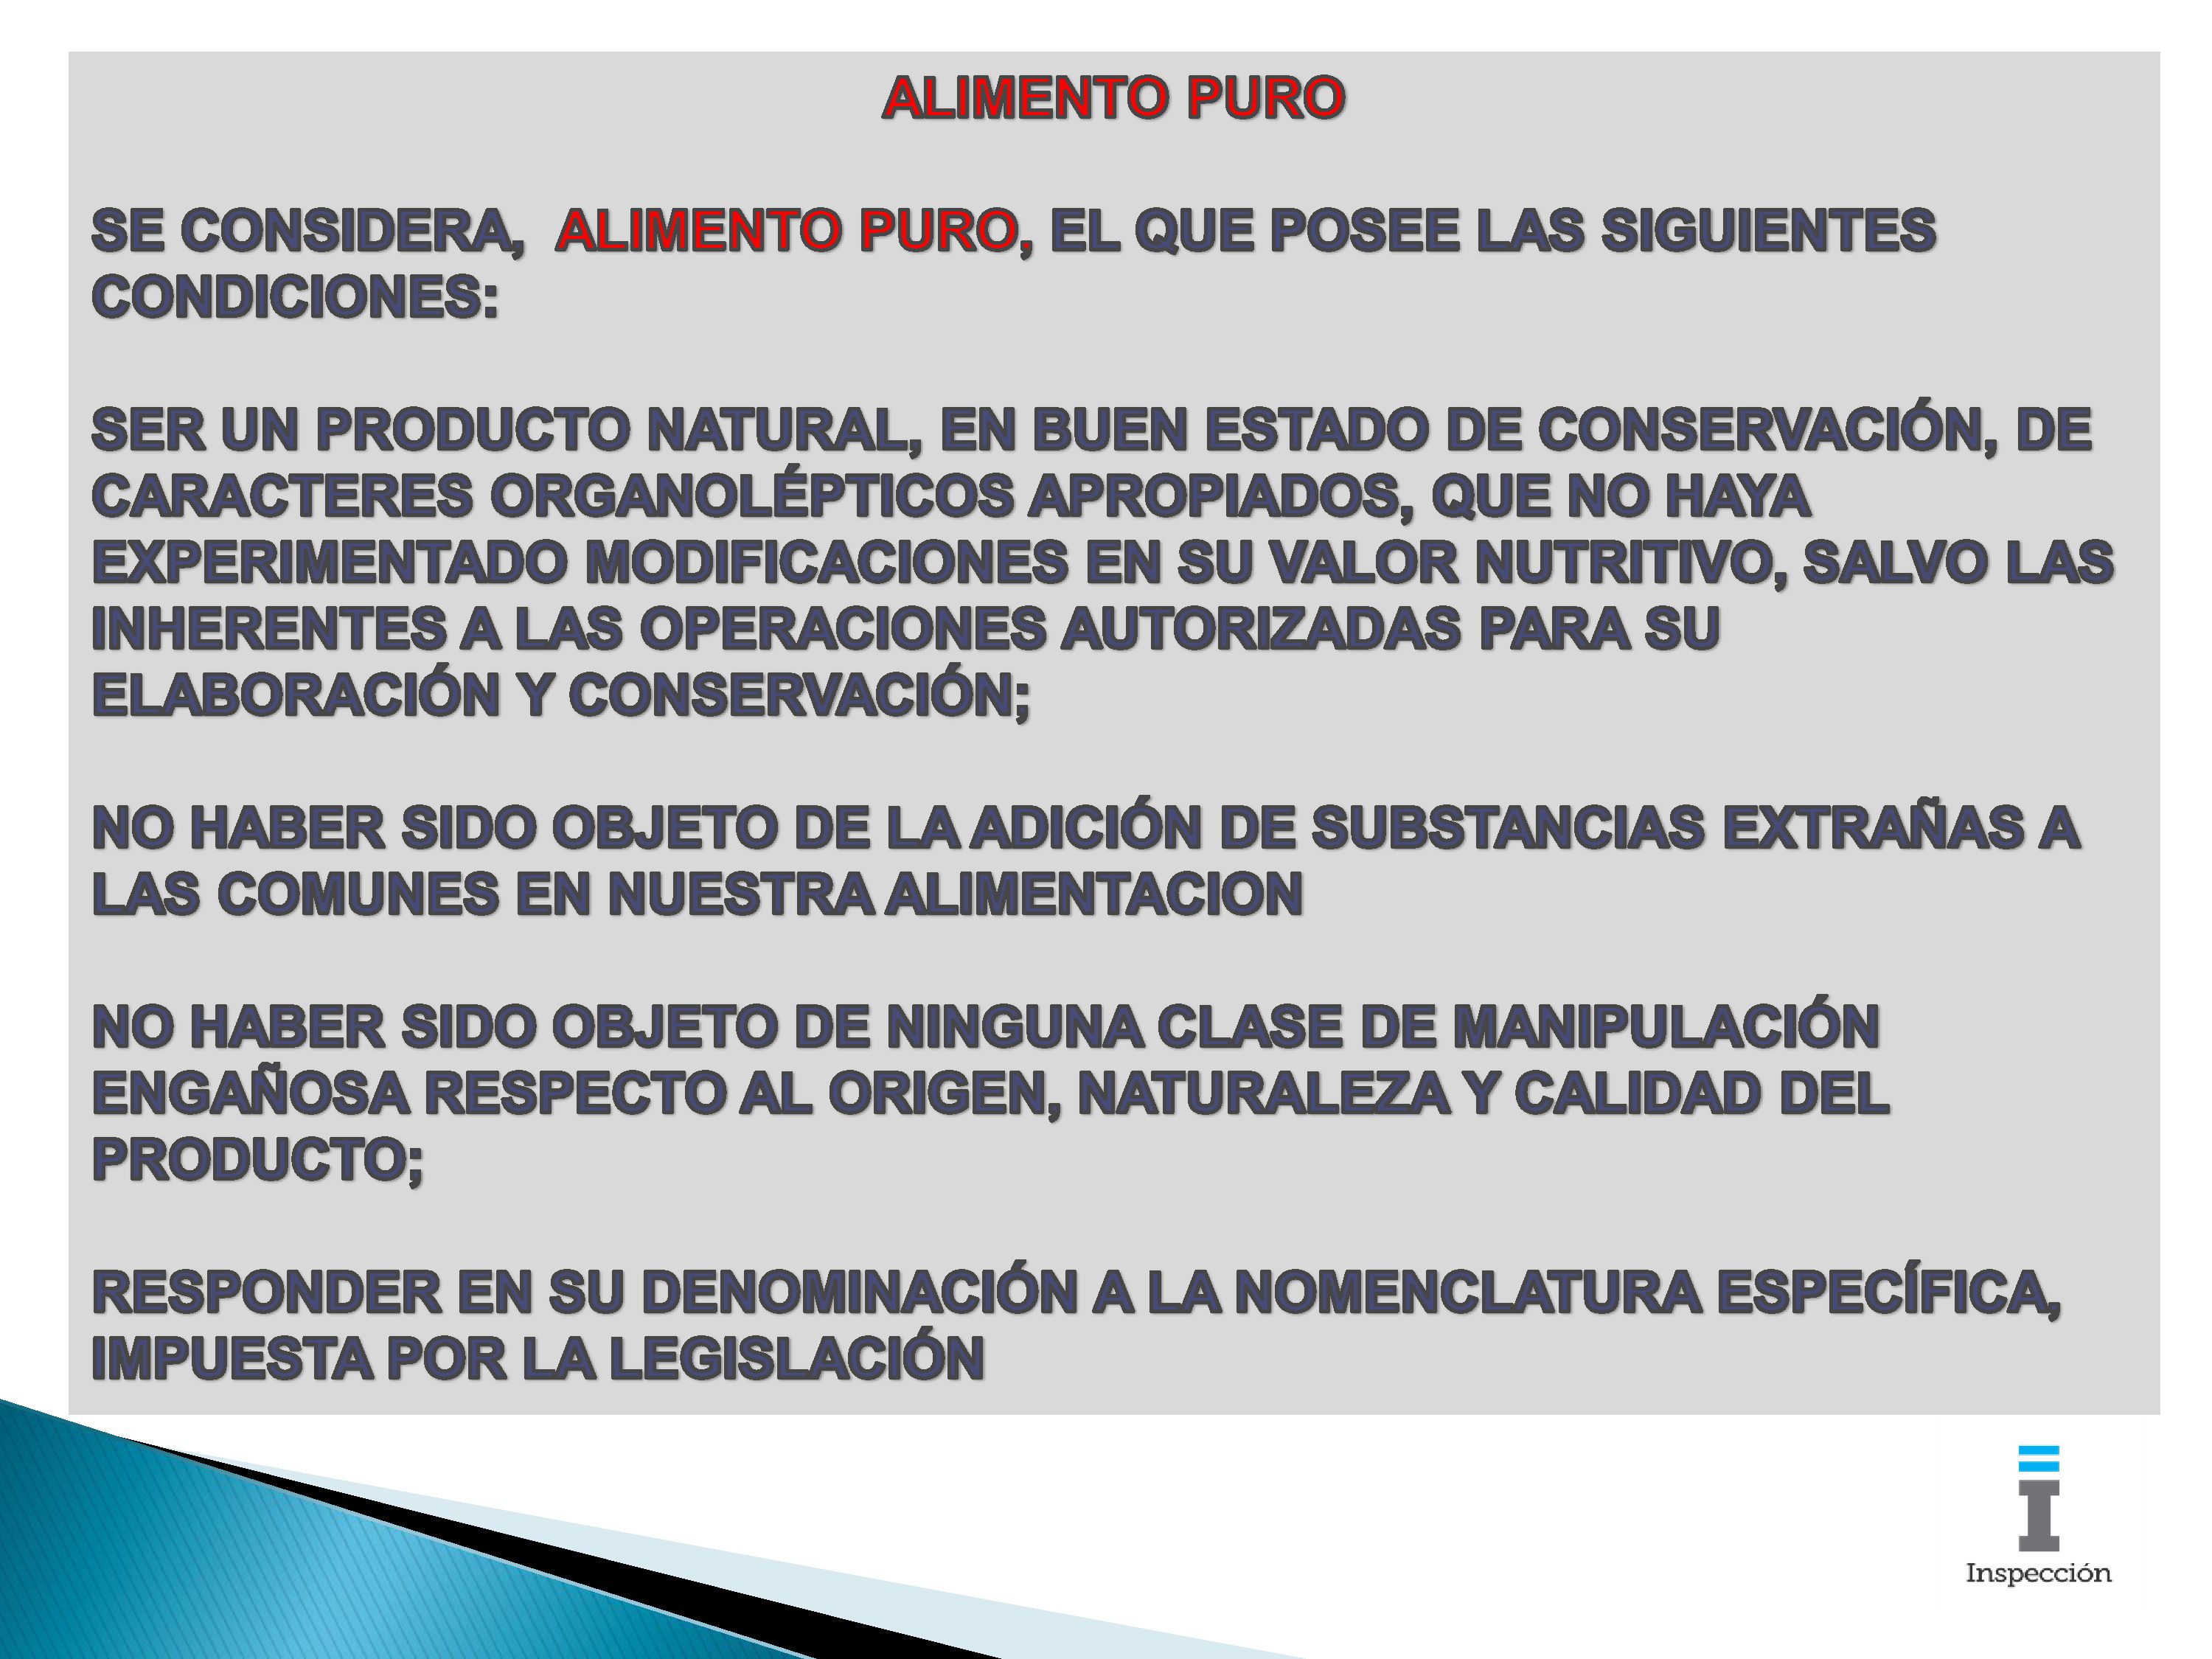 ALIMENTO PURO
SE CONSIDERA, ALIMENTO PURO, EL QUE POSEE LAS SIGUIENTES
CONDICIONES:
SER UN PRODUCTO NATURAL, EN BUEN ESTADO DE CONSERVACIÓN, DE
CARACTERES ORGANOLÉPTICOS APROPIADOS, QUE NO HAYA
EXPERIMENTADO MODIFICACIONES EN SU VALOR NUTRITIVO, SALVO LAS
INHERENTES A LAS OPERACIONES AUTORIZADAS PARA SU
ELABORACIÓN Y CONSERVACIÓN;
NO HABER SIDO OBJETO DE LA ADICIÓN DE SUBSTANCIAS EXTRAÑAS A
LAS COMUNES EN NUESTRA ALIMENTACION
NO HABER SIDO OBJETO DE NINGUNA CLASE DE MANIPULACIÓN
ENGAÑOSA RESPECTO AL ORIGEN, NATURALEZA Y CALIDAD DEL
PRODUCTO;
RESPONDER EN SU DENOMINACIÓN A LA NOMENCLATURA ESPECÍFICA,
IMPUESTA POR LA LEGISLACIÓN
Inspección